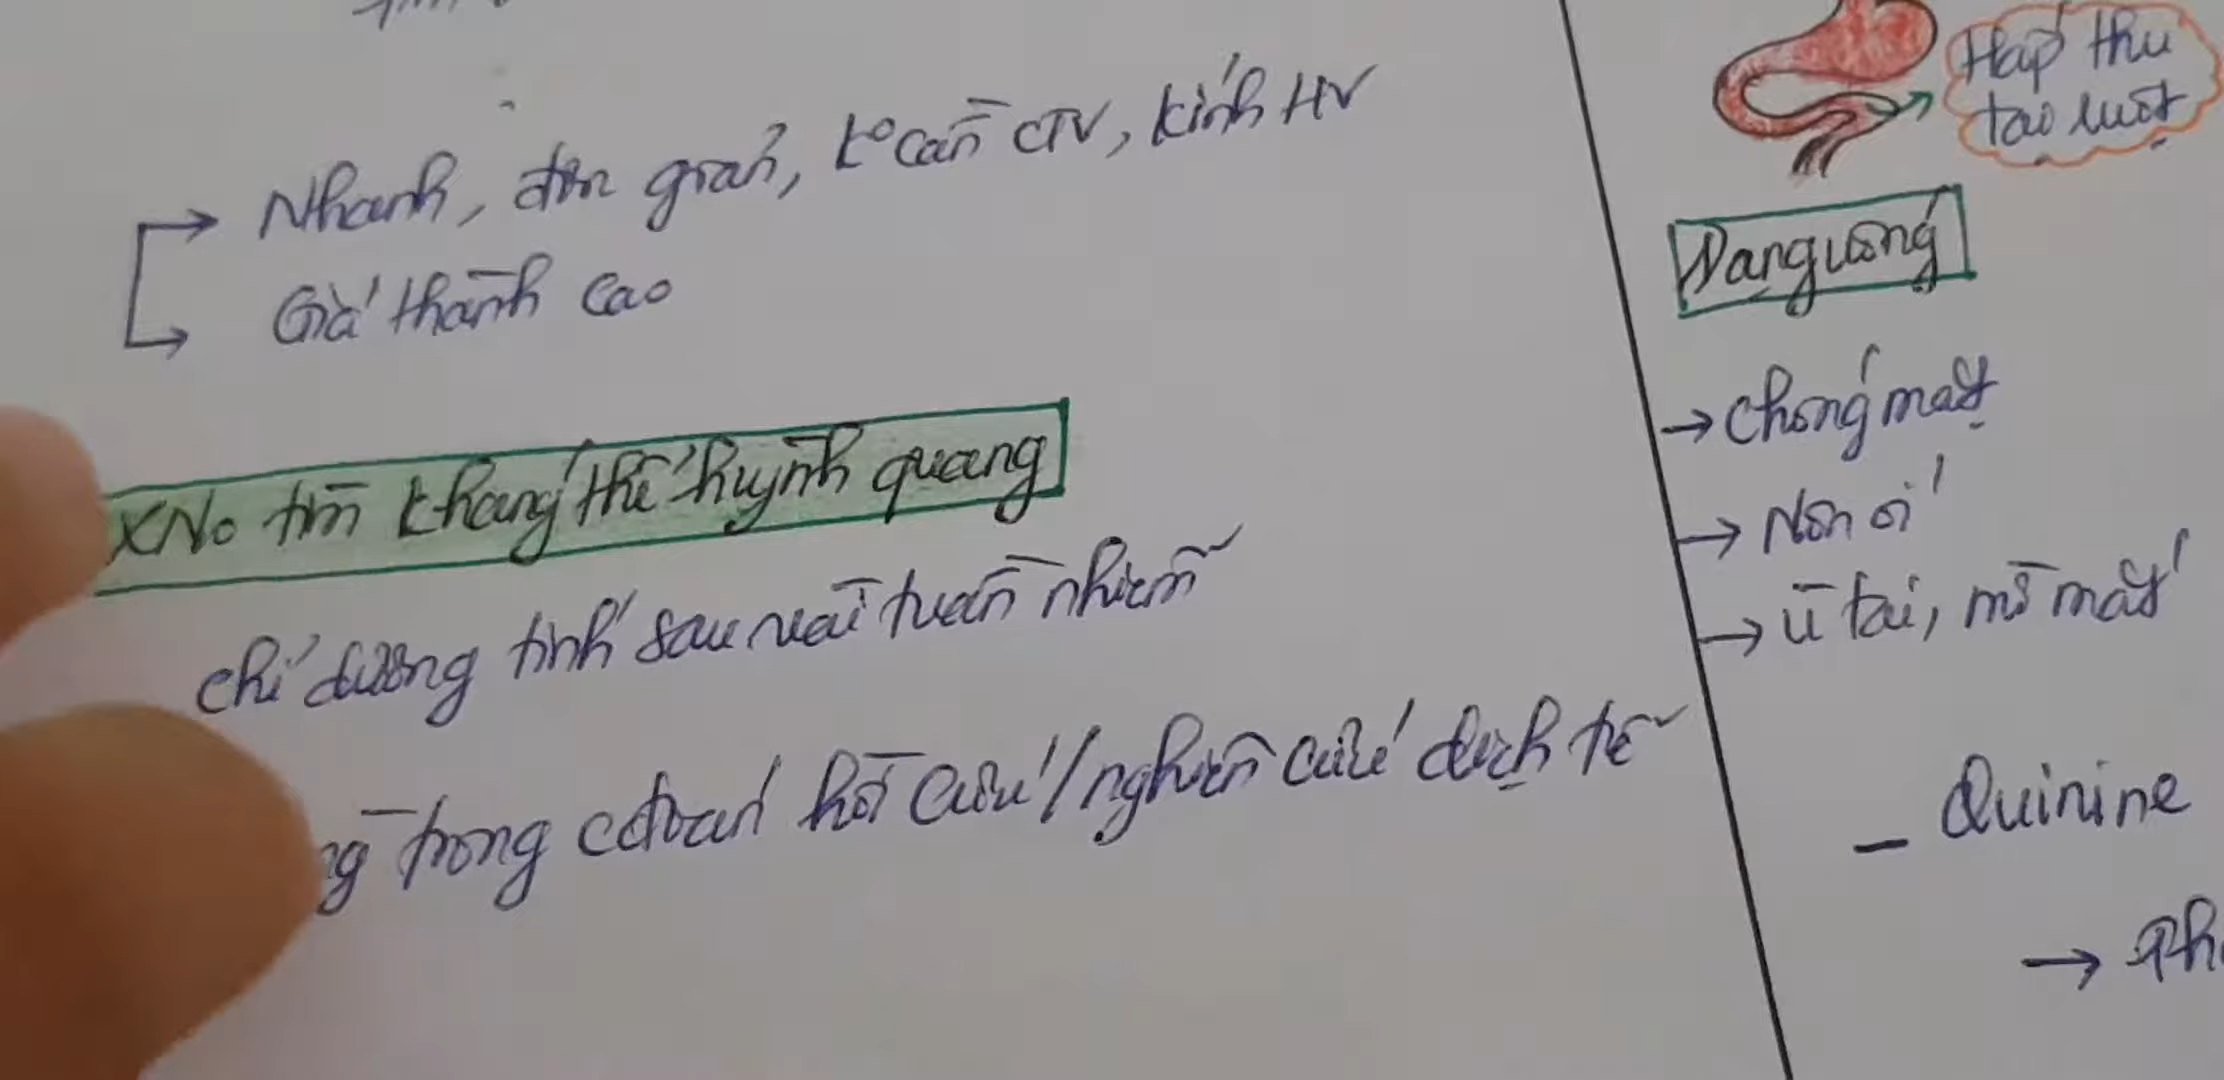 Nhanh, đơn giản, k° cần CTV, kính HV
Giá thành cao
XNo tìm kháng thể huỳnh quang
chỉ dương tính sau vài tuần nhiễm
trong cđoán hồi cứu/nghiên cứu dịch tễ
Hấp thu
tại ruột
Dạng uống
→ chóng mặt
→ Nôn ói
→ ù tai, mờ mắt
- Quinine
→